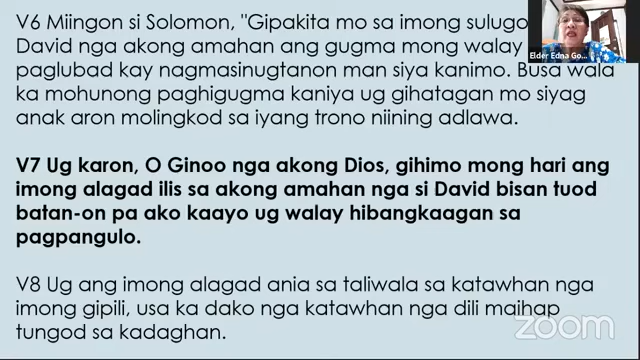 V6 Miingon si Solomon, "Gipakita mo sa imong sulugo
David nga akong amahan ang gugma mong walay
paglubad kay nagmasinugtanon man siya kanimo. Busa wala
ka mohunong paghigugma kaniya ug gihatagan mo siyag
anak aron molingkod sa iyang trono niining adlawa.
V7 Ug karon, O Ginoo nga akong Dios, gihimo mong hari ang
imong alagad ilis sa akong amahan nga si David bisan tuod
batan-on pa ako kaayo ug walay hibangkaagan sa
pagpangulo.
V8 Ug ang imong alagad ania sa taliwala sa katawhan nga
imong gipili, usa ka dako nga katawhan nga dili maihap
tungod sa kadaghan.
Elder Edna Go...
zoom